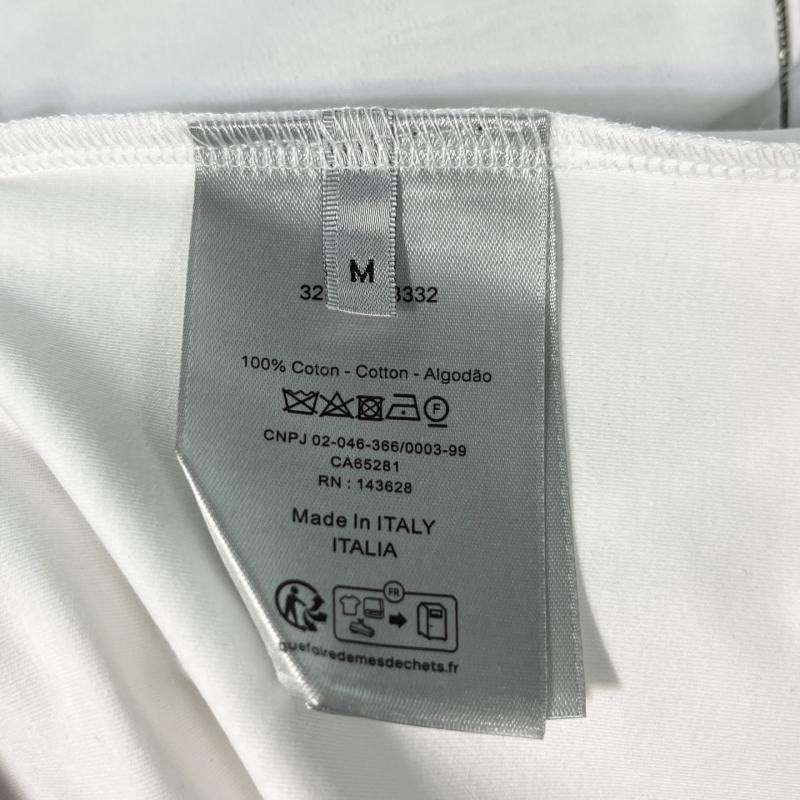 M
32 3332
100% Coton - Cotton - Algodão
F
CNPJ 02-046-366/0003-99
CA65281
RN : 143628
Made In ITALY
ITALIA
FR
quefairedemesdechets.fr